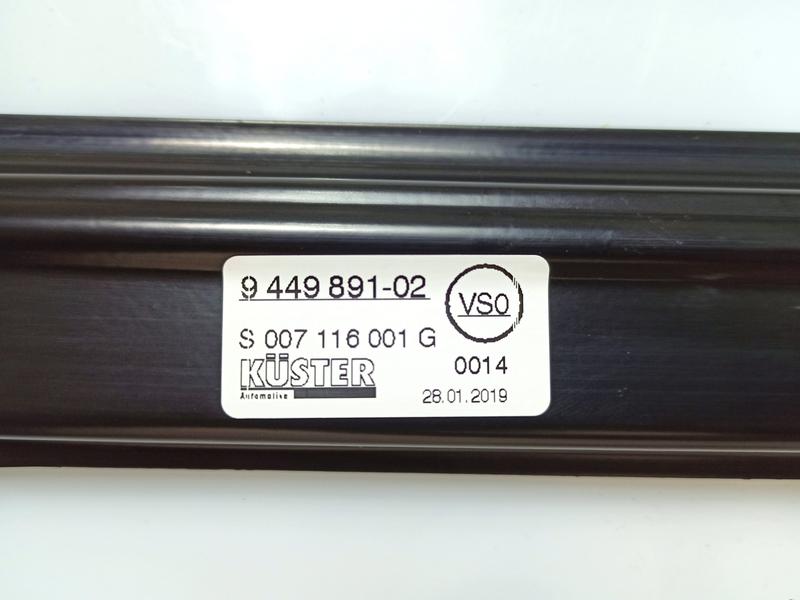 9 449 891-02
VS0
S 007 116 001 G
KÜSTER
Automotive
0014
28.01.2019